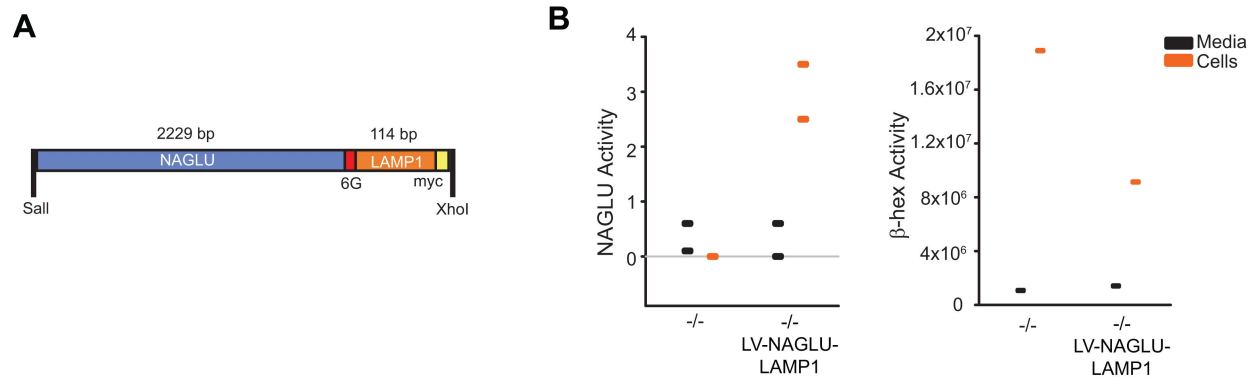 A
2229 bp
114 bp
NAGLU
LAMP1
6G
myc
SalI
XhoI
B
NAGLU Activity
4
3
2
1
0
-/-
-/-
LV-NAGLU-
LAMP1
β-hex Activity
2x10⁷
1.6x10⁷
1.2x10⁷
8x10⁶
4x10⁶
0
-/-
-/-
LV-NAGLU-
LAMP1
Media
Cells